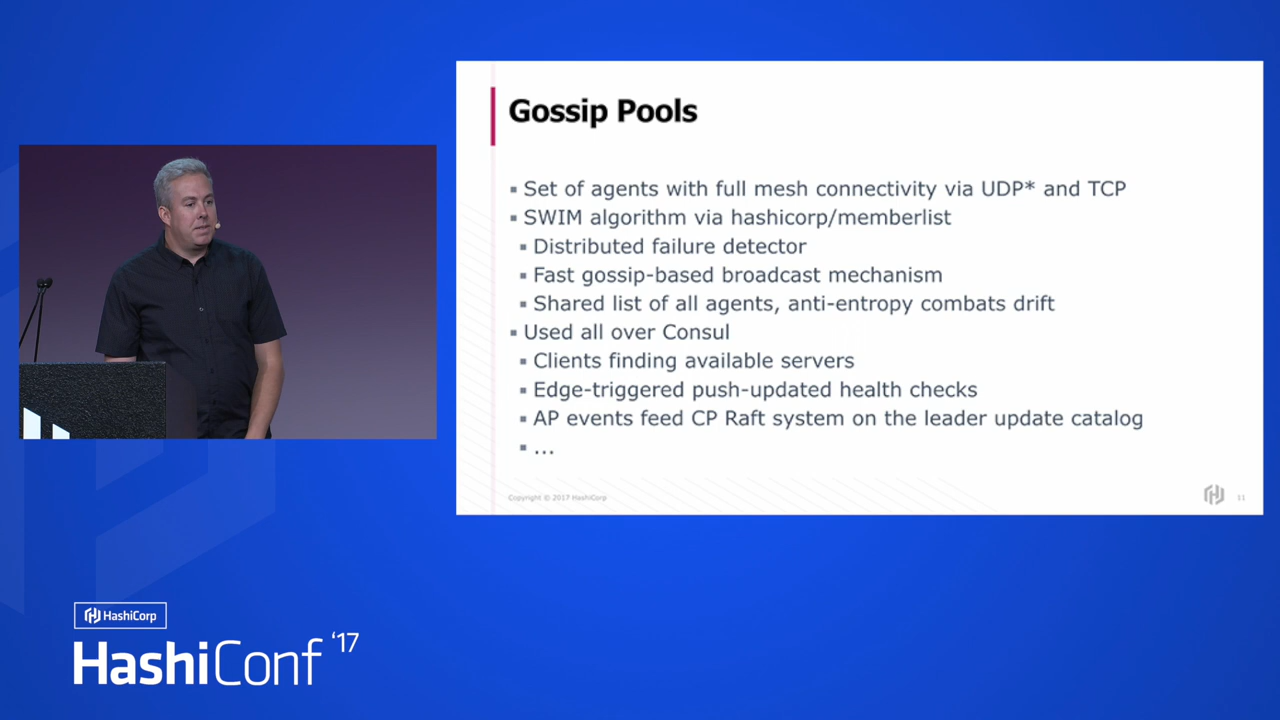 Gossip Pools
▪ Set of agents with full mesh connectivity via UDP* and TCP
▪ SWIM algorithm via hashicorp/memberlist
▪ Distributed failure detector
▪ Fast gossip-based broadcast mechanism
▪ Shared list of all agents, anti-entropy combats drift
▪ Used all over Consul
▪ Clients finding available servers
▪ Edge-triggered push-updated health checks
▪ AP events feed CP Raft system on the leader update catalog
▪ ...
Copyright © 2017 HashiCorp
11
HashiCorp
HashiConf '17